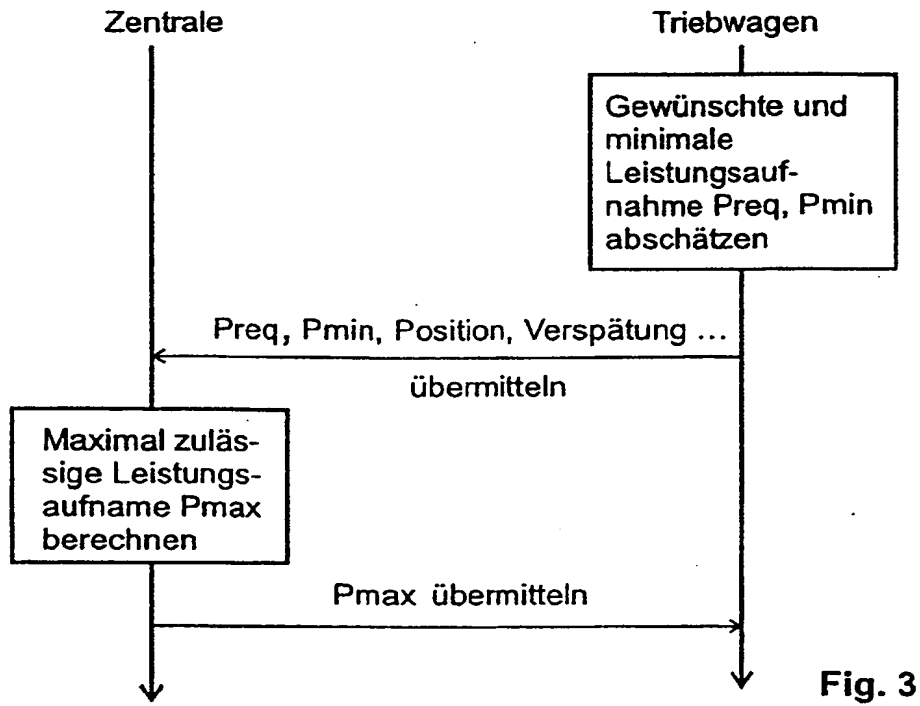 Zentrale
Triebwagen
Gewünschte und
minimale
Leistungsauf-
nahme Preq, Pmin
abschätzen
Preq, Pmin, Position, Verspätung ...
übermitteln
Maximal zuläs-
sige Leistungs-
aufname Pmax
berechnen
Pmax übermitteln
Fig. 3